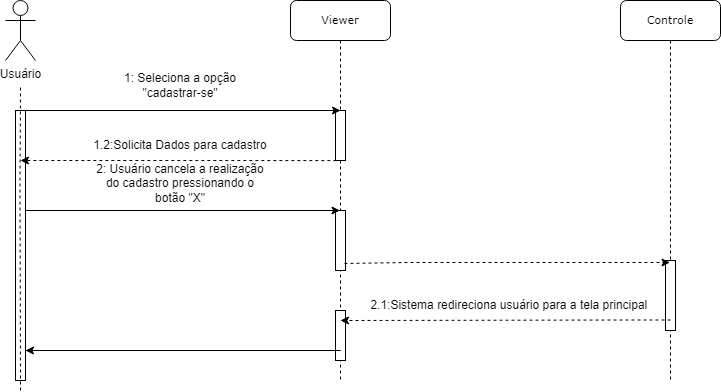 Viewer
Controle
Usuário
1: Seleciona a opção
"cadastrar-se"
1.2:Solicita Dados para cadastro
2: Usuário cancela a realização
do cadastro pressionando o
botão "X"
2.1:Sistema redireciona usuário para a tela principal